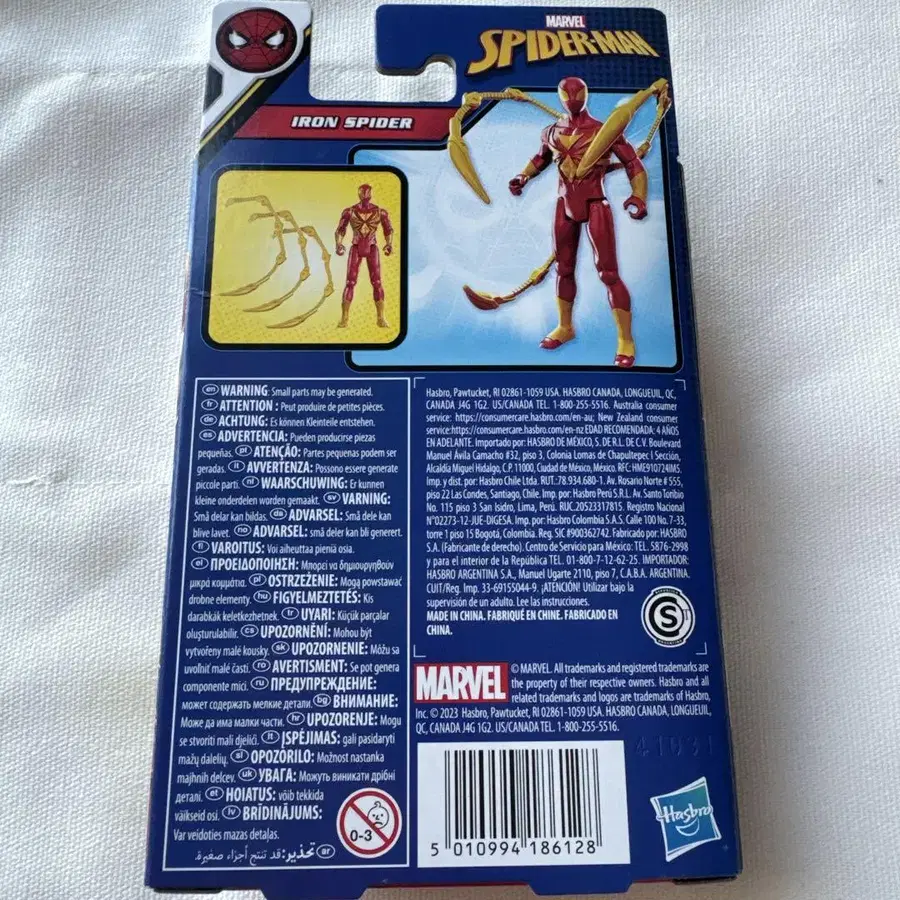 MARVEL
SPIDER-MAN
IRON SPIDER
en WARNING: Small parts may be generated.
fr ATTENTION : Peut produire de petites pièces.
de ACHTUNG: Es können Kleinteile entstehen.
es ADVERTENCIA: Pueden producirse piezas
pequeñas. pt ATENÇÃO: Partes pequenas podem ser
geradas. it AVVERTENZA: Possono essere generate
piccole parti. nl WAARSCHUWING: Er kunnen
kleine onderdelen worden gemaakt. sv VARNING:
Små delar kan bildas. da ADVARSEL: Små dele kan
blive lavet. no ADVARSEL: små deler kan bli generert.
fi VAROITUS: Voi aiheuttaa pieniä osia.
el ΠΡΟΕΙΔΟΠΟΙΗΣΗ: Μπορεί να δημιουργηθούν
μικρά κομμάτια. pl OSTRZEŻENIE: Mogą powstawać
drobne elementy. hu FIGYELMEZTETÉS: Kis
darabkák keletkezhetnek. tr UYARI: Küçük parçalar
oluşturulabilir. cs UPOZORNĚNÍ: Mohou být
vytvořeny malé kousky. sk UPOZORNENIE: Môžu sa
uvoľniť malé časti. ro AVERTISMENT: Se pot genera
componente mici. ru ПРЕДУПРЕЖДЕНИЕ:
может содержать мелкие детали. bg ВНИМАНИЕ:
Може да има малки части. hr UPOZORENJE: Mogu
se stvoriti mali djelići. lt ĮSPĖJIMAS: gali pasidaryti
mažų dalelių. sl OPOZORILO: Možnost nastanka
majhnih delcev. uk УВАГА: Можуть виникати дрібні
деталі. et HOIATUS: võib tekkida
väikseid osi. lv BRĪDINĀJUMS:
Var veidoties mazas detaļas.
ar تحذير: قد تنتج أجزاء صغيرة.
0-3
Hasbro, Pawtucket, RI 02861-1059 USA. HASBRO CANADA, LONGUEUIL, QC,
CANADA J4G 1G2. US/CANADA TEL. 1-800-255-5516. Australia consumer
service: https://consumercare.hasbro.com/en-au; New Zealand consumer
service:https://consumercare.hasbro.com/en-nz EDAD RECOMENDADA: 4 AÑOS
EN ADELANTE. Importado por: HASBRO DE MÉXICO, S. DE R.L. DE C.V. Boulevard
Manuel Ávila Camacho #32, piso 3, Colonia Lomas de Chapultepec I Sección,
Alcaldía Miguel Hidalgo, C.P. 11000, Ciudad de México, México. RFC: HME910724IM5.
Imp. y dist. por: Hasbro Chile Ltda. RUT.:78.934.680-1. Av. Rosario Norte # 555,
piso 22 Las Condes, Santiago, Chile. Imp. por: Hasbro Perú S.R.L. Av. Santo Toribio
No. 115 piso 3 San Isidro, Lima, Perú. RUC.20523317815. Registro Nacional
N°02273-12-JUE-DIGESA. Imp. por: Hasbro Colombia S.A.S. Calle 100 No. 7-33,
torre 1 piso 15 Bogotá, Colombia. Reg. SIC #900362742. Fabricado por: HASBRO
S.A. (Fabricante de derecho). Centro de Servicio para México: TEL. 5876-2998
y para el interior de la República TEL. 01-800-7-12-62-25. IMPORTADOR:
HASBRO ARGENTINA S.A., Manuel Ugarte 2110, piso 7, C.A.B.A. ARGENTINA.
CUIT/Reg. Imp. 33-69155044-9. ¡ATENCIÓN! Utilizar bajo la
supervisión de un adulto. Lee las instrucciones.
MADE IN CHINA. FABRIQUÉ EN CHINE. FABRICADO EN
CHINA.
S
MARVEL
© MARVEL. All trademarks and registered trademarks are
the property of their respective owners. Hasbro and all
related trademarks and logos are trademarks of Hasbro,
Inc. © 2023 Hasbro, Pawtucket, RI 02861-1059 USA. HASBRO CANADA, LONGUEUIL,
QC, CANADA J4G 1G2. US/CANADA TEL. 1-800-255-5516.
41031
5 010994 186128
Hasbro